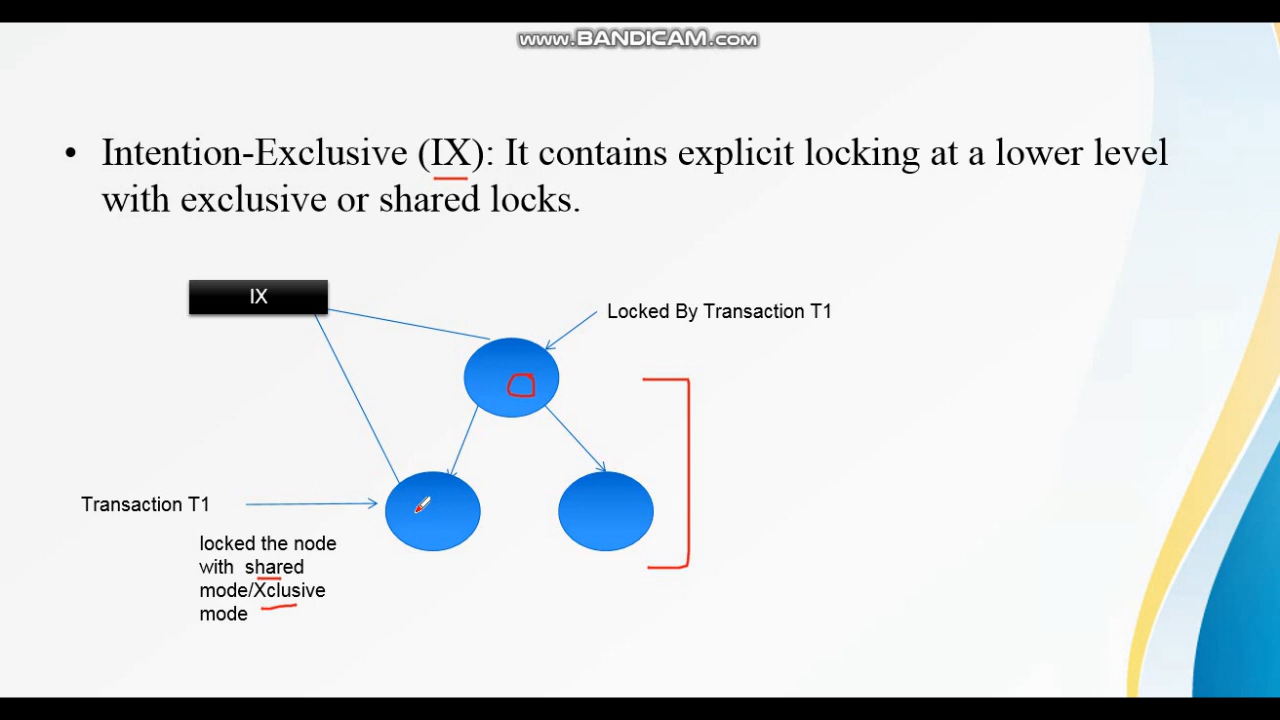 www.BANDICAM.com
• Intention-Exclusive (IX): It contains explicit locking at a lower level
with exclusive or shared locks.
IX
Locked By Transaction T1
Transaction T1
locked the node
with shared
mode/Xclusive
mode